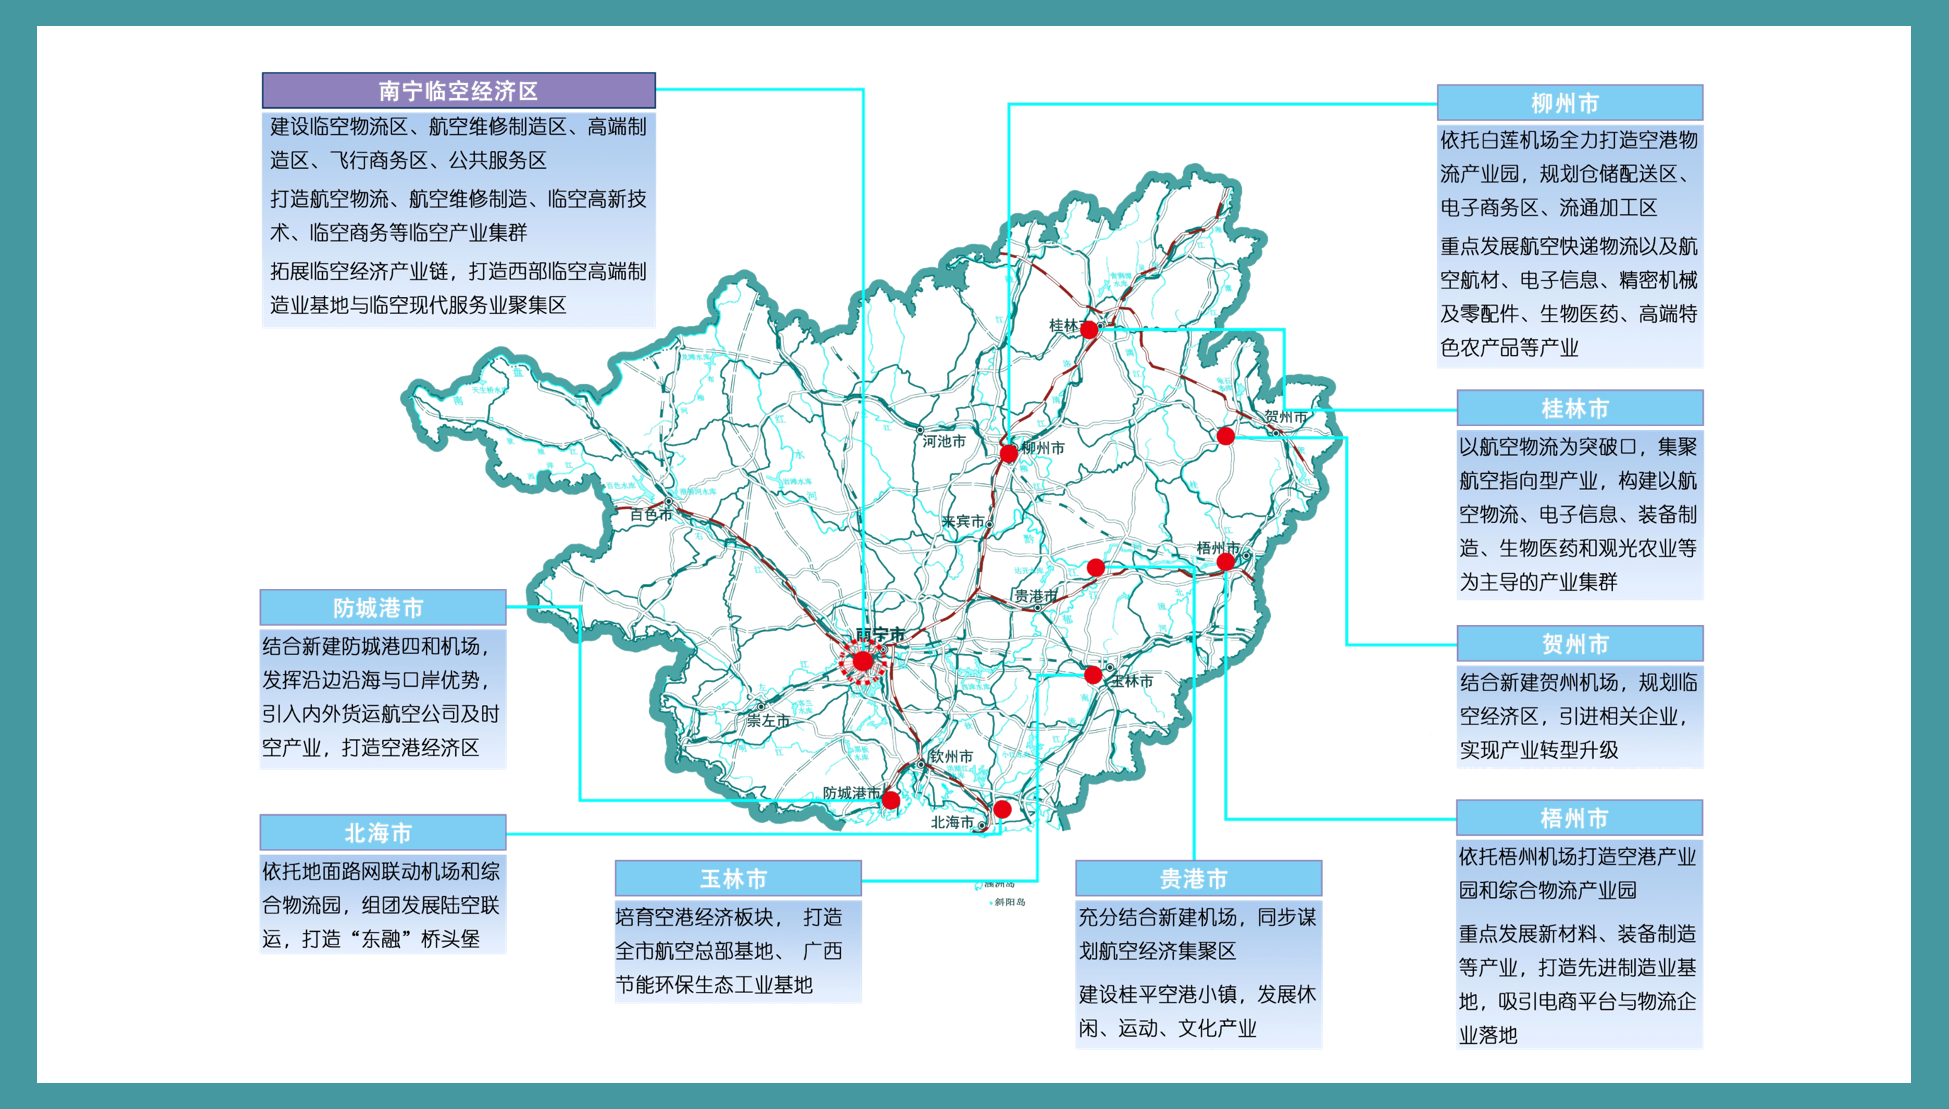 南宁临空经济区
建设临空物流区、航空维修制造区、高端制
造区、飞行商务区、公共服务区
打造航空物流、航空维修制造、临空高新技
术、临空商务等临空产业集群
拓展临空经济产业链，打造西部临空高端制
造业基地与临空现代服务业聚集区
柳州市
依托白莲机场全力打造空港物
流产业园，规划仓储配送区、
电子商务区、流通加工区
重点发展航空快递物流以及航
空航材、电子信息、精密机械
及零配件、生物医药、高端特
色农产品等产业
桂林市
以航空物流为突破口，集聚
航空指向型产业，构建以航
空物流、电子信息、装备制
造、生物医药和观光农业等
为主导的产业集群
防城港市
结合新建防城港四和机场，
发挥沿边沿海与口岸优势，
引入内外货运航空公司及时
空产业，打造空港经济区
贺州市
结合新建贺州机场，规划临
空经济区，引进相关企业，
实现产业转型升级
北海市
依托地面路网联动机场和综
合物流园，组团发展陆空联
运，打造“东融”桥头堡
玉林市
培育空港经济板块， 打造
全市航空总部基地、 广西
节能环保生态工业基地
贵港市
充分结合新建机场，同步谋
划航空经济集聚区
建设桂平空港小镇，发展休
闲、运动、文化产业
梧州市
依托梧州机场打造空港产业
园和综合物流产业园
重点发展新材料、装备制造
等产业，打造先进制造业基
地，吸引电商平台与物流企
业落地
桂林
贺州市
河池市
柳州市
百色市
来宾市
梧州市
贵港市
南宁市
玉林市
崇左市
钦州市
防城港市
北海市
斜阳岛